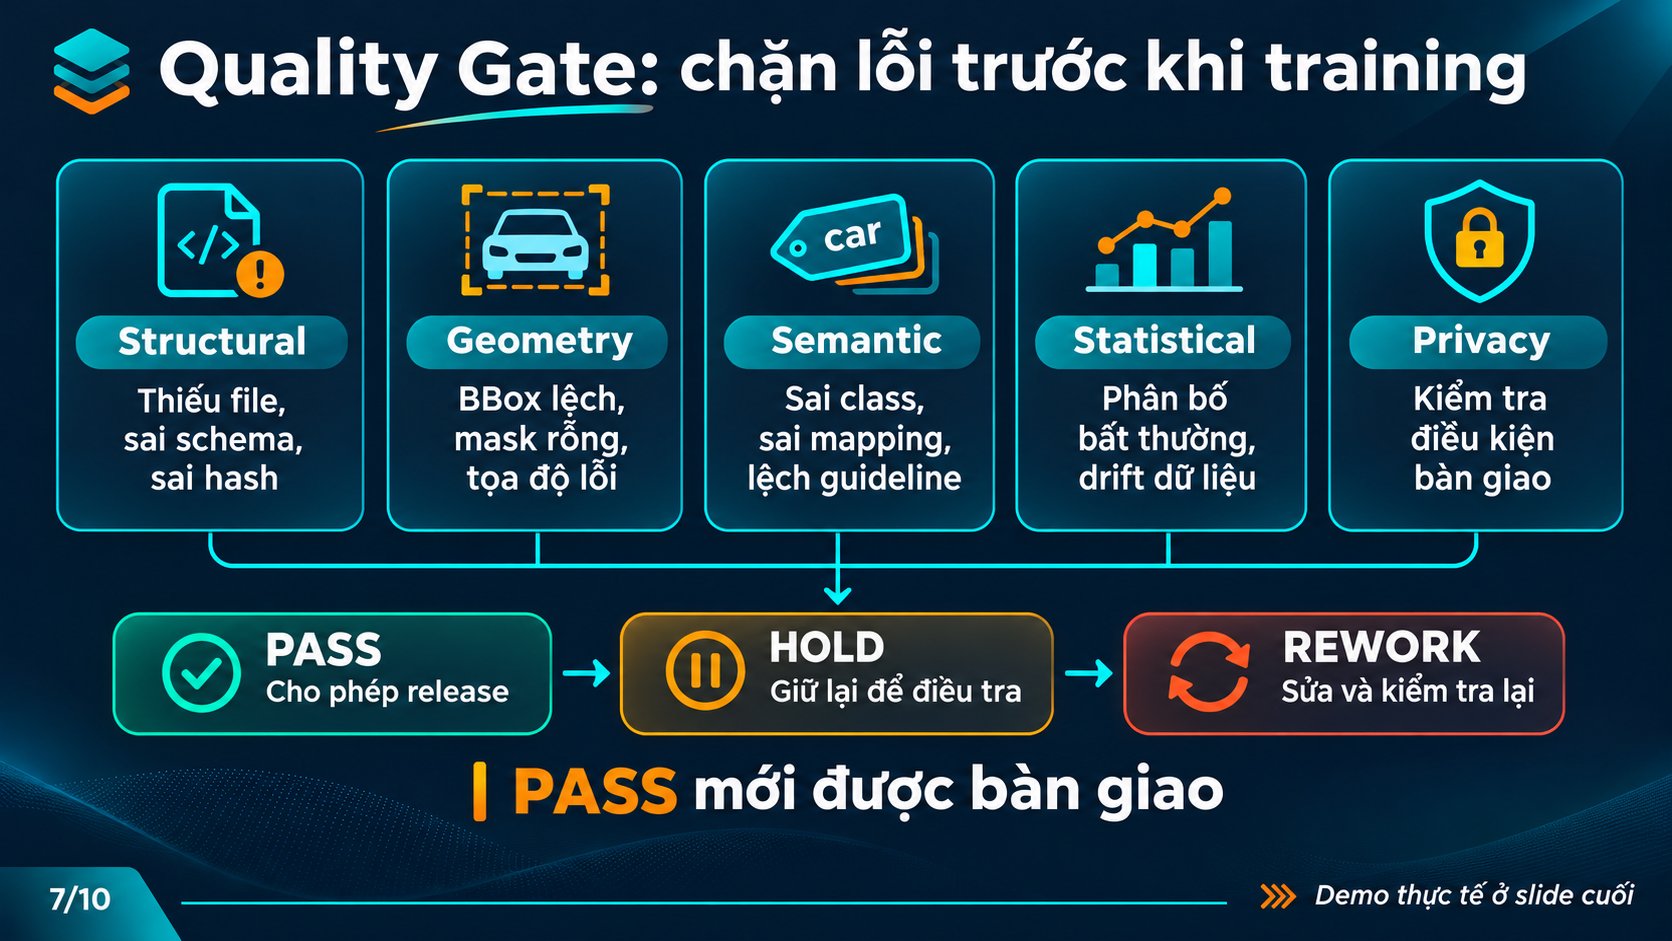 Quality Gate: chặn lỗi trước khi training
</>
car
Structural
Thiếu file,
sai schema,
sai hash
Geometry
BBox lệch,
mask rỗng,
tọa độ lỗi
Semantic
Sai class,
sai mapping,
lệch guideline
Statistical
Phân bố
bất thường,
drift dữ liệu
Privacy
Kiểm tra
điều kiện
bàn giao
PASS
Cho phép release
HOLD
Giữ lại để điều tra
REWORK
Sửa và kiểm tra lại
PASS mới được bàn giao
7/10
Demo thực tế ở slide cuối